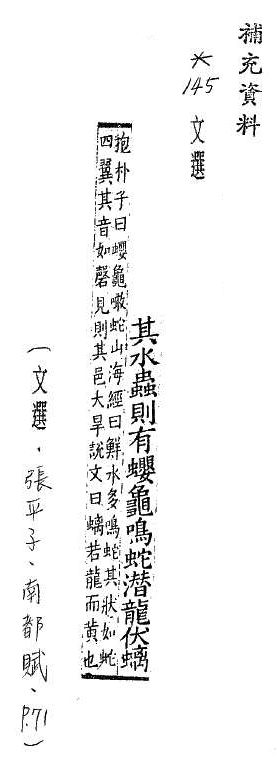 補充資料
*145 文選
其水蟲則有蠳龜鳴蛇潛龍伏螭
抱朴子曰蠳龜噉蛇山海經曰鮮水多鳴蛇其狀如蛇
四翼其音如磬見則其邑大旱說文曰螭若龍而黃也
(文選、張平子、南都賦、P.71)